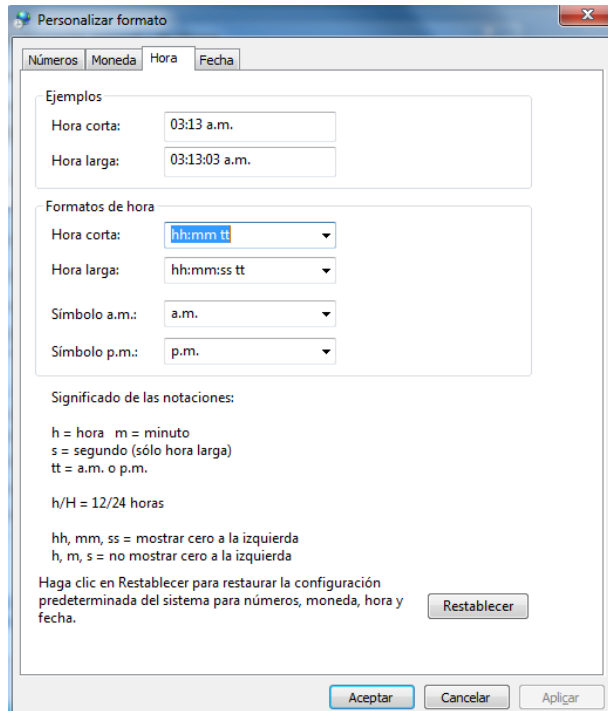 Personalizar formato
Números Moneda Hora Fecha
Ejemplos
Hora corta: 03:13 a.m.
Hora larga: 03:13:03 a.m.
Formatos de hora
Hora corta: hh:mm tt
Hora larga: hh:mm:ss tt
Símbolo a.m.: a.m.
Símbolo p.m.: p.m.
Significado de las notaciones:
h = hora m = minuto
s = segundo (sólo hora larga)
tt = a.m. o p.m.
h/H = 12/24 horas
hh, mm, ss = mostrar cero a la izquierda
h, m, s = no mostrar cero a la izquierda
Haga clic en Restablecer para restaurar la configuración
predeterminada del sistema para números, moneda, hora y
fecha.
Restablecer
Aceptar Cancelar Aplicar